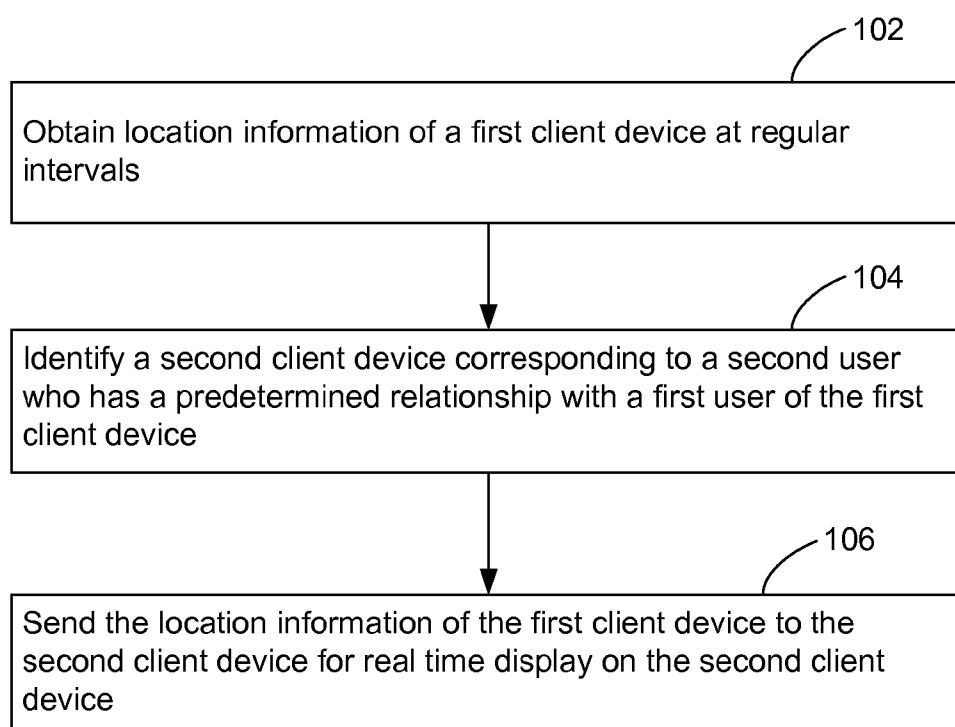 102
Obtain location information of a first client device at regular
intervals
104
Identify a second client device corresponding to a second user
who has a predetermined relationship with a first user of the first
client device
106
Send the location information of the first client device to the
second client device for real time display on the second client
device